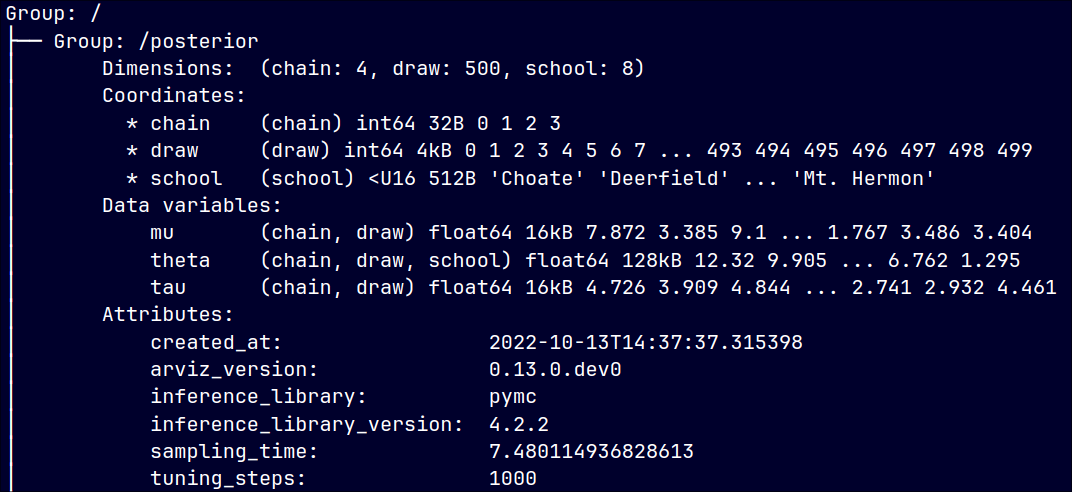 Group: /
├── Group: /posterior
│       Dimensions:  (chain: 4, draw: 500, school: 8)
│       Coordinates:
│         * chain    (chain) int64 32B 0 1 2 3
│         * draw     (draw) int64 4kB 0 1 2 3 4 5 6 7 ... 493 494 495 496 497 498 499
│         * school   (school) <U16 512B 'Choate' 'Deerfield' ... 'Mt. Hermon'
│       Data variables:
│           mu       (chain, draw) float64 16kB 7.872 3.385 9.1 ... 1.767 3.486 3.404
│           theta    (chain, draw, school) float64 128kB 12.32 9.905 ... 6.762 1.295
│           tau      (chain, draw) float64 16kB 4.726 3.909 4.844 ... 2.741 2.932 4.461
│       Attributes:
│           created_at:                 2022-10-13T14:37:37.315398
│           arviz_version:              0.13.0.dev0
│           inference_library:          pymc
│           inference_library_version:  4.2.2
│           sampling_time:              7.480114936828613
│           tuning_steps:               1000